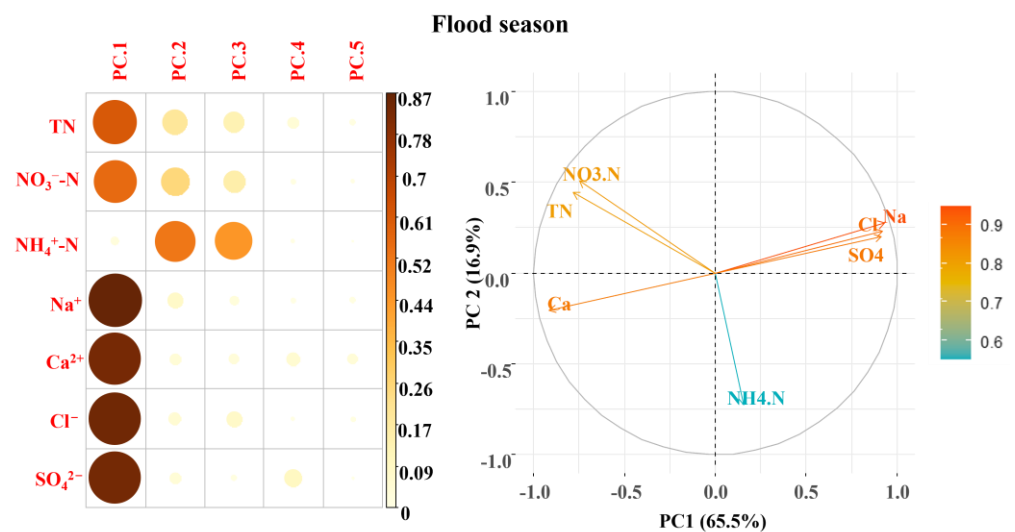 Flood season
PC.1 PC.2 PC.3 PC.4 PC.5
TN
NO₃⁻-N
NH₄⁺-N
Na⁺
Ca²⁺
Cl⁻
SO₄²⁻
0.87
0.78
0.7
0.61
0.52
0.44
0.35
0.26
0.17
0.09
0
PC 2 (16.9%)
1.0
0.5
0.0
-0.5
-1.0
NO3.N
TN
Cl Na
SO4
Ca
NH4.N
-1.0 -0.5 0.0 0.5 1.0
PC1 (65.5%)
0.9
0.8
0.7
0.6